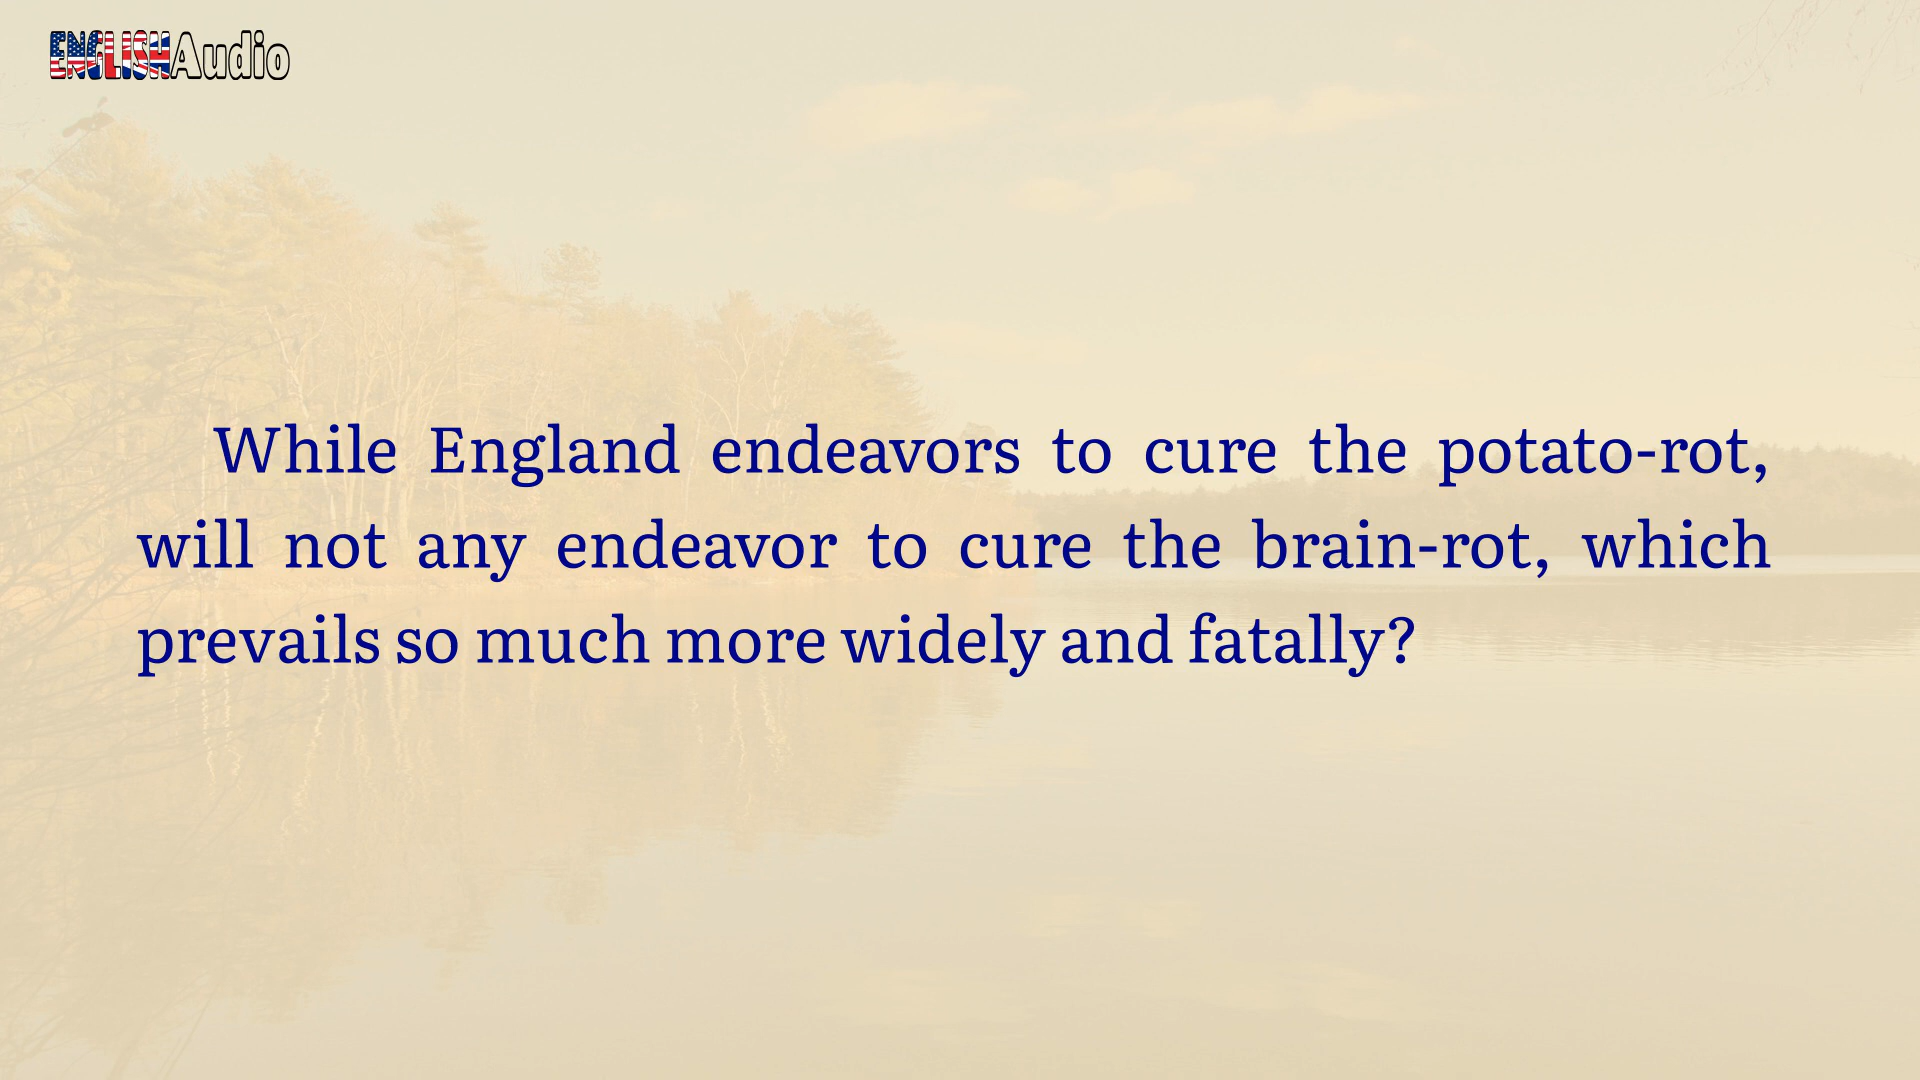 ENGLISHAudio
While England endeavors to cure the potato-rot,
will not any endeavor to cure the brain-rot, which
prevails so much more widely and fatally?